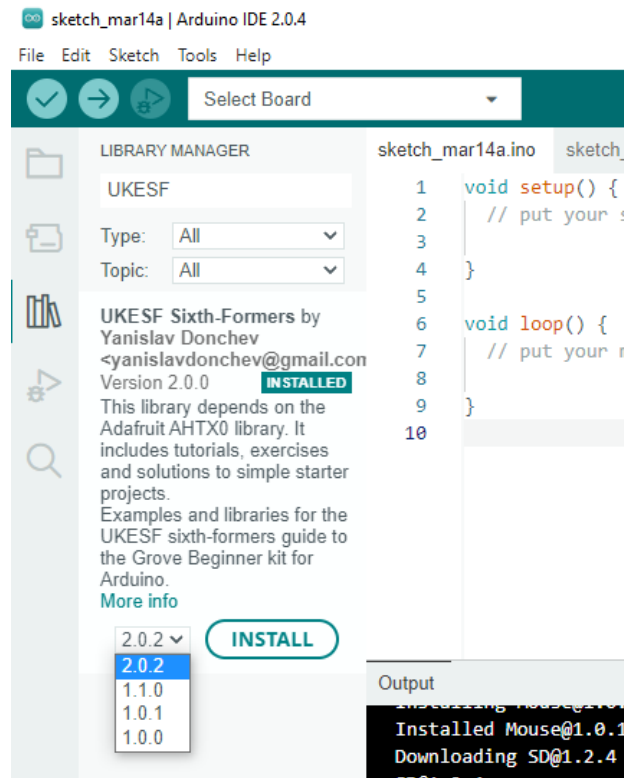 sketch_mar14a | Arduino IDE 2.0.4
File Edit Sketch Tools Help
Select Board
LIBRARY MANAGER
UKESF
Type: All
Topic: All
UKESF Sixth-Formers by
Yanislav Donchev
<yanislavdonchev@gmail.com
Version 2.0.0 INSTALLED
This library depends on the
Adafruit AHTX0 library. It
includes tutorials, exercises
and solutions to simple starter
projects.
Examples and libraries for the
UKESF sixth-formers guide to
the Grove Beginner kit for
Arduino.
More info
2.0.2 INSTALL
2.0.2
1.1.0
1.0.1
1.0.0
sketch_mar14a.ino sketch_
1 void setup() {
2 // put your s
3
4 }
5
6 void loop() {
7 // put your m
8
9 }
10
Output
Installed Mouse@1.0.1
Downloading SD@1.2.4